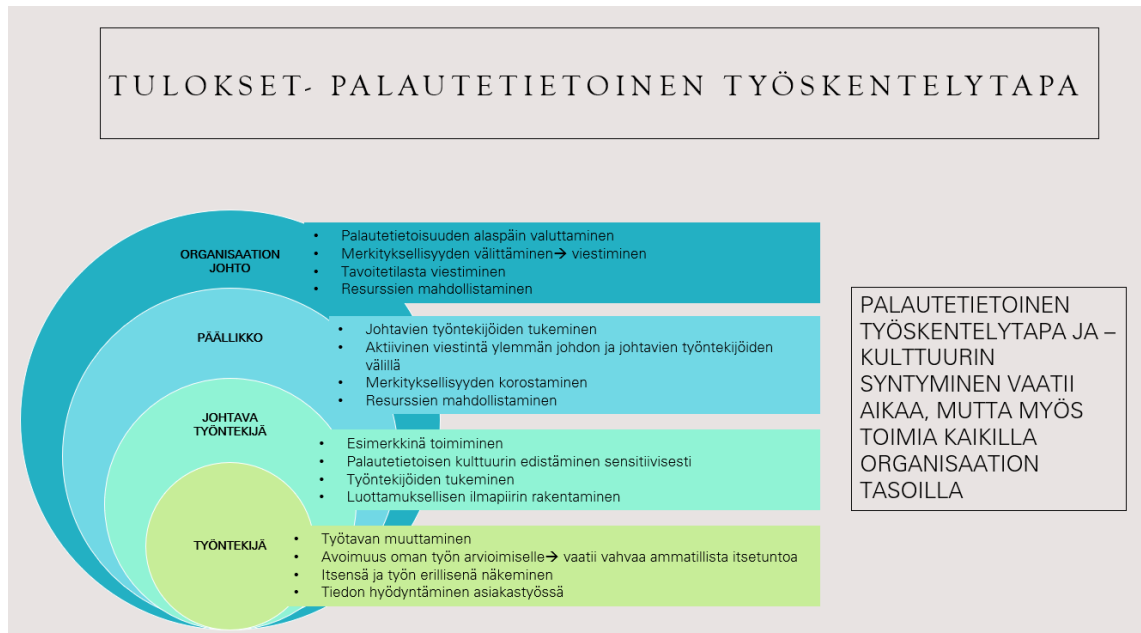 TULOKSET- PALAUTETIETOINEN TYÖSKENTELYTAPA
ORGANISAATION
JOHTO
• Palautetietoisuuden alaspäin valuttaminen
• Merkityksellisyyden välittäminen→ viestiminen
• Tavoitetilasta viestiminen
• Resurssien mahdollistaminen
PÄÄLLIKKO
• Johtavien työntekijöiden tukeminen
• Aktiivinen viestintä ylemmän johdon ja johtavien työntekijöiden
välillä
• Merkityksellisyyden korostaminen
• Resurssien mahdollistaminen
JOHTAVA
TYÖNTEKIJÄ
• Esimerkkinä toimiminen
• Palautetietoisen kulttuurin edistäminen sensitiivisesti
• Työntekijöiden tukeminen
• Luottamuksellisen ilmapiirin rakentaminen
TYÖNTEKIJÄ
• Työtavan muuttaminen
• Avoimuus oman työn arvioimiselle→ vaatii vahvaa ammatillista itsetuntoa
• Itsensä ja työn erillisenä näkeminen
• Tiedon hyödyntäminen asiakastyössä
PALAUTETIETOINEN
TYÖSKENTELYTAPA JA –
KULTTUURIN
SYNTYMINEN VAATII
AIKAA, MUTTA MYÖS
TOIMIA KAIKILLA
ORGANISAATION
TASOILLA